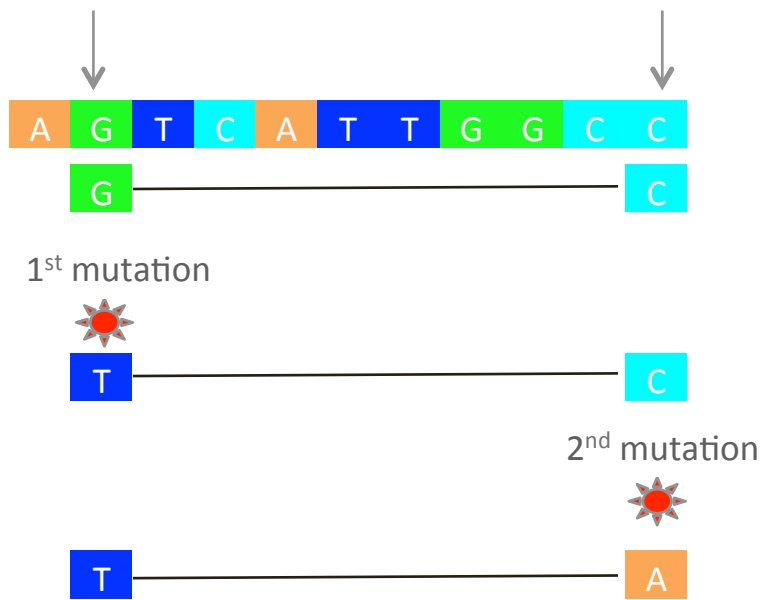 A G T C A T T G G C C
G C
1st mutation
T C
2nd mutation
T A